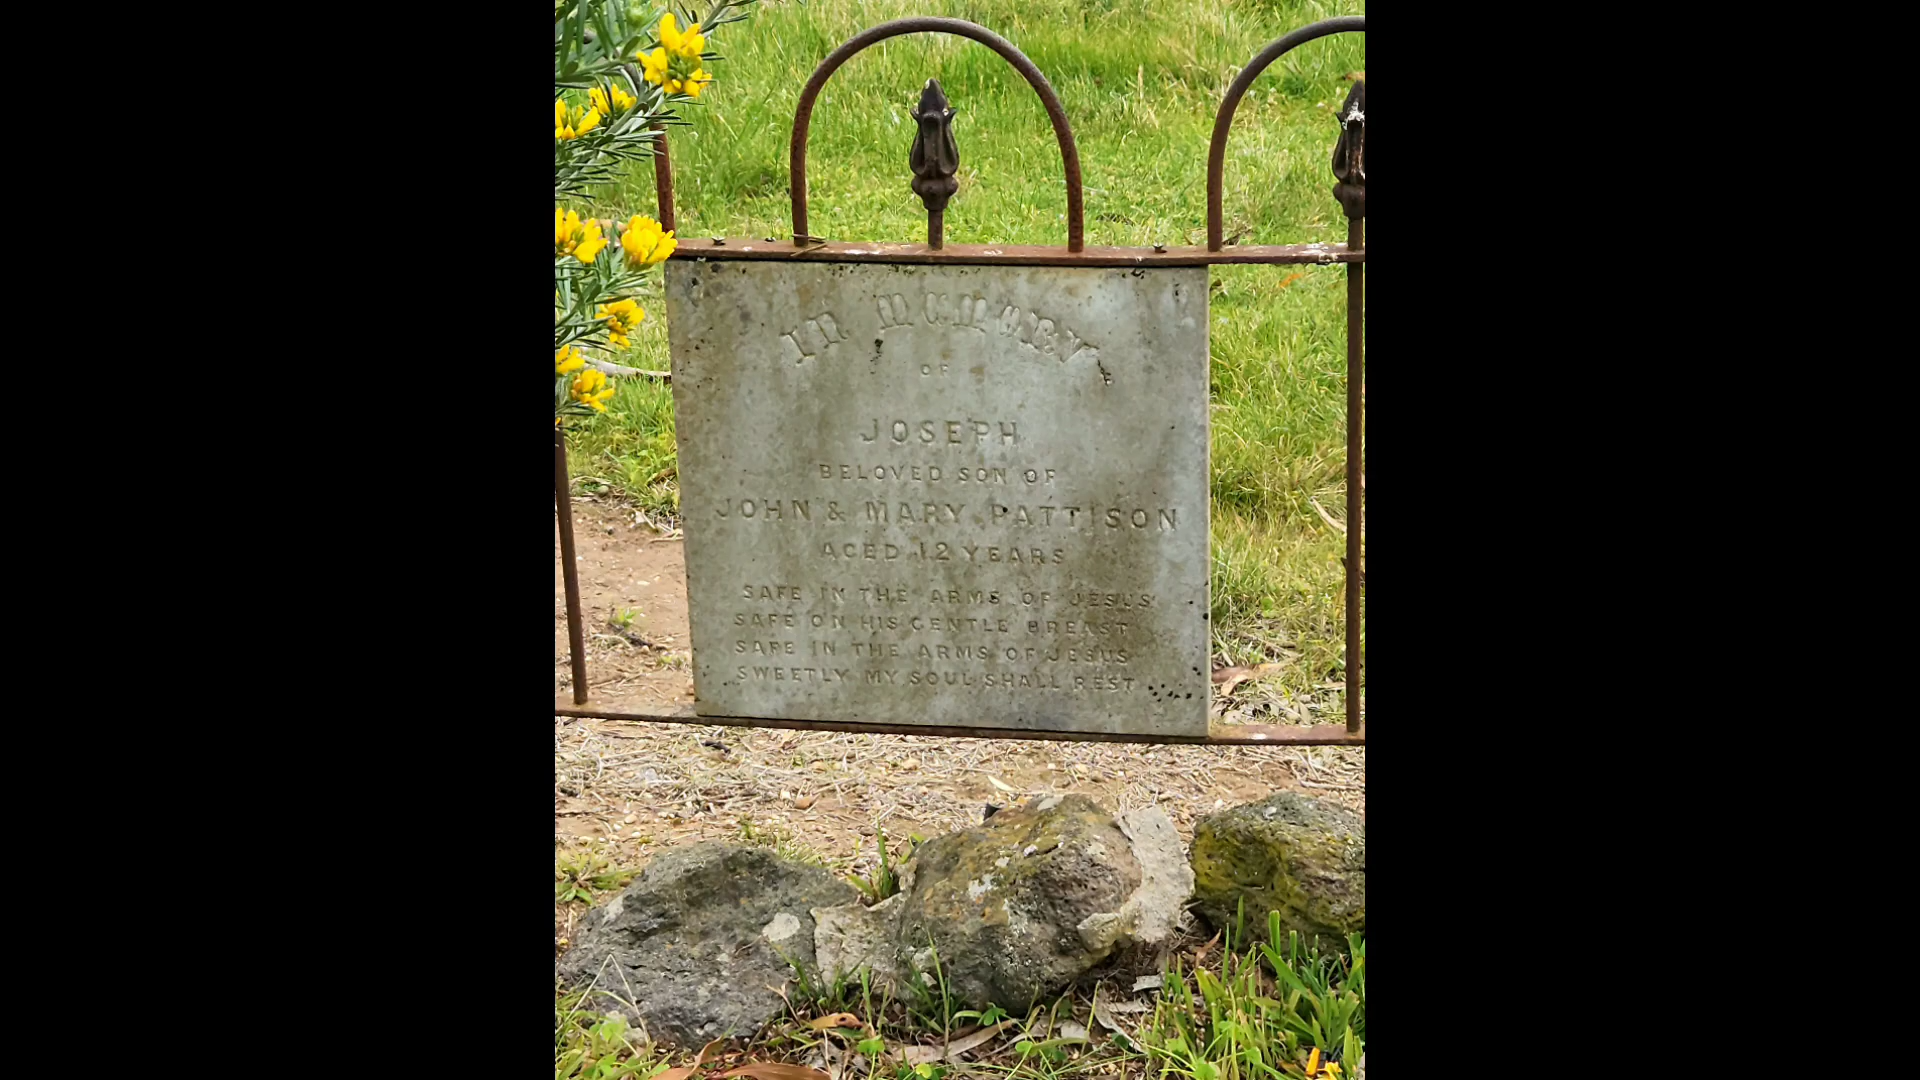 IN MEMORY
OF
JOSEPH
BELOVED SON OF
JOHN & MARY PATTISON
AGED 12 YEARS
SAFE IN THE ARMS OF JESUS
SAFE ON HIS GENTLE BREAST
SAFE IN THE ARMS OF JESUS
SWEETLY MY SOUL SHALL REST